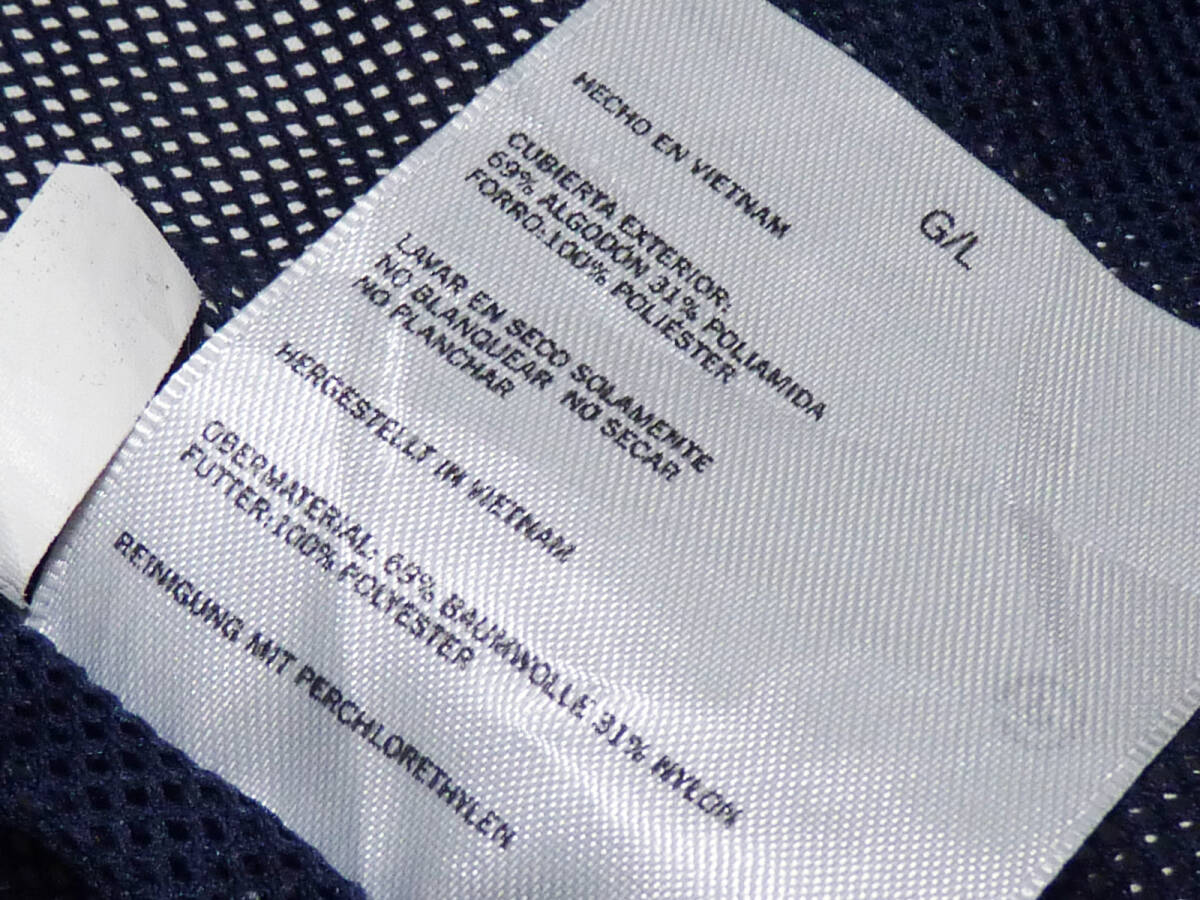 HECHO EN VIETNAM
G/L
CUBIERTA EXTERIOR:
69% ALGODÓN 31% POLIAMIDA
FORRO:100% POLIÉSTER
LAVAR EN SECO SOLAMENTE
NO BLANQUEAR NO SECAR
NO PLANCHAR
HERGESTELLT IN VIETNAM
OBERMATERIAL: 69% BAUMWOLLE 31% NYLON
FUTTER:100% POLYESTER
REINIGUNG MIT PERCHLORETHYLEN